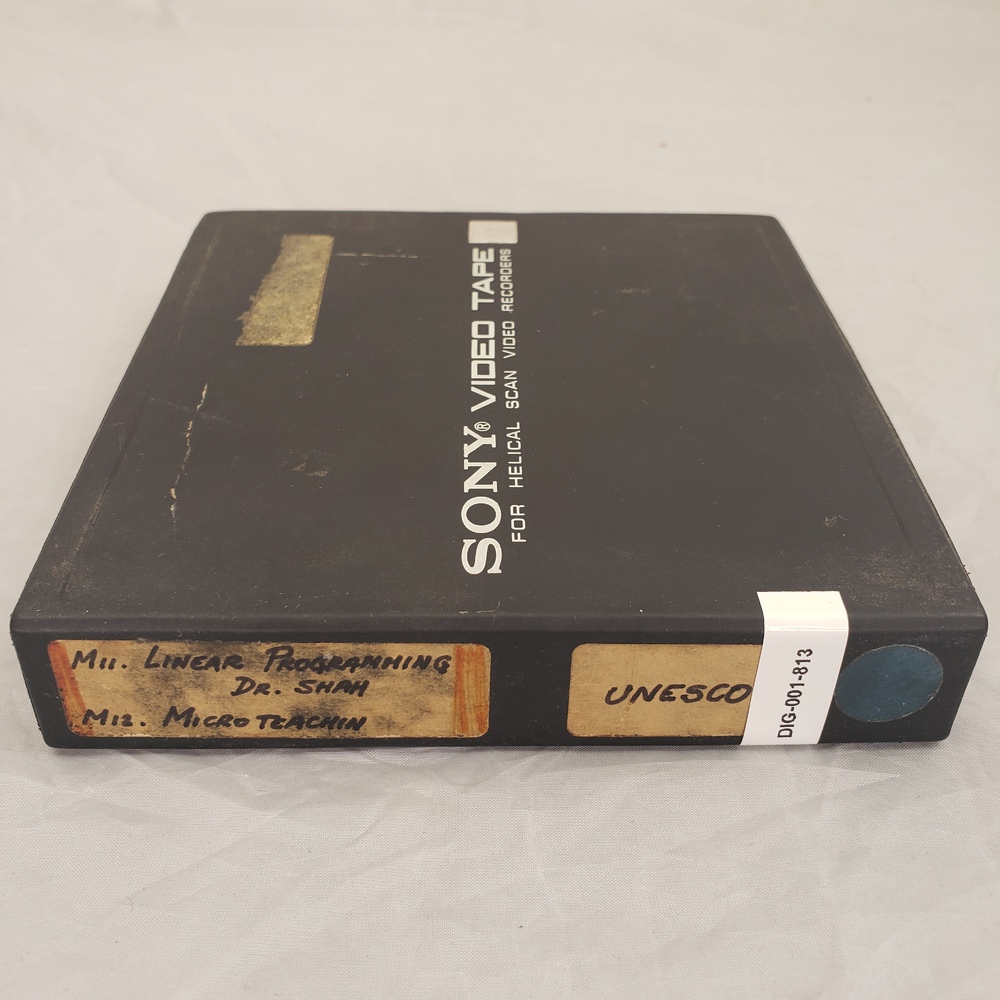 SONY® VIDEO TAPE
FOR HELICAL SCAN VIDEO RECORDERS
M11. LINEAR PROGRAMMING
DR. SHAH
M12. MICRO TEACHIN
UNESCO
DIG-001-813